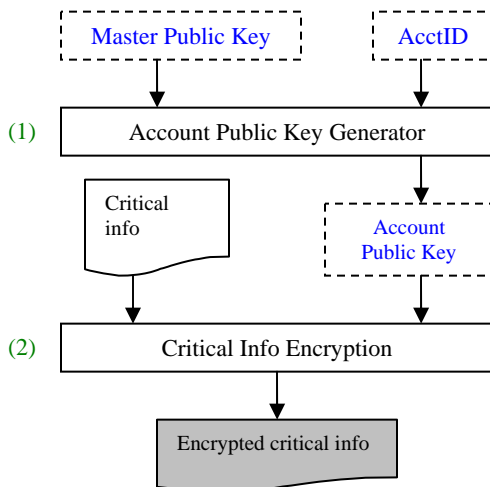 Master Public Key
AcctID
(1)
Account Public Key Generator
Critical
info
Account
Public Key
(2)
Critical Info Encryption
Encrypted critical info